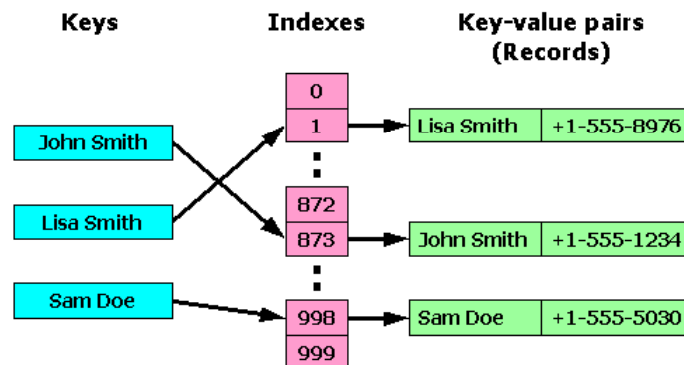 Keys
Indexes
Key-value pairs
(Records)
0
1
Lisa Smith +1-555-8976
John Smith
872
Lisa Smith
873
John Smith +1-555-1234
Sam Doe
998
Sam Doe +1-555-5030
999